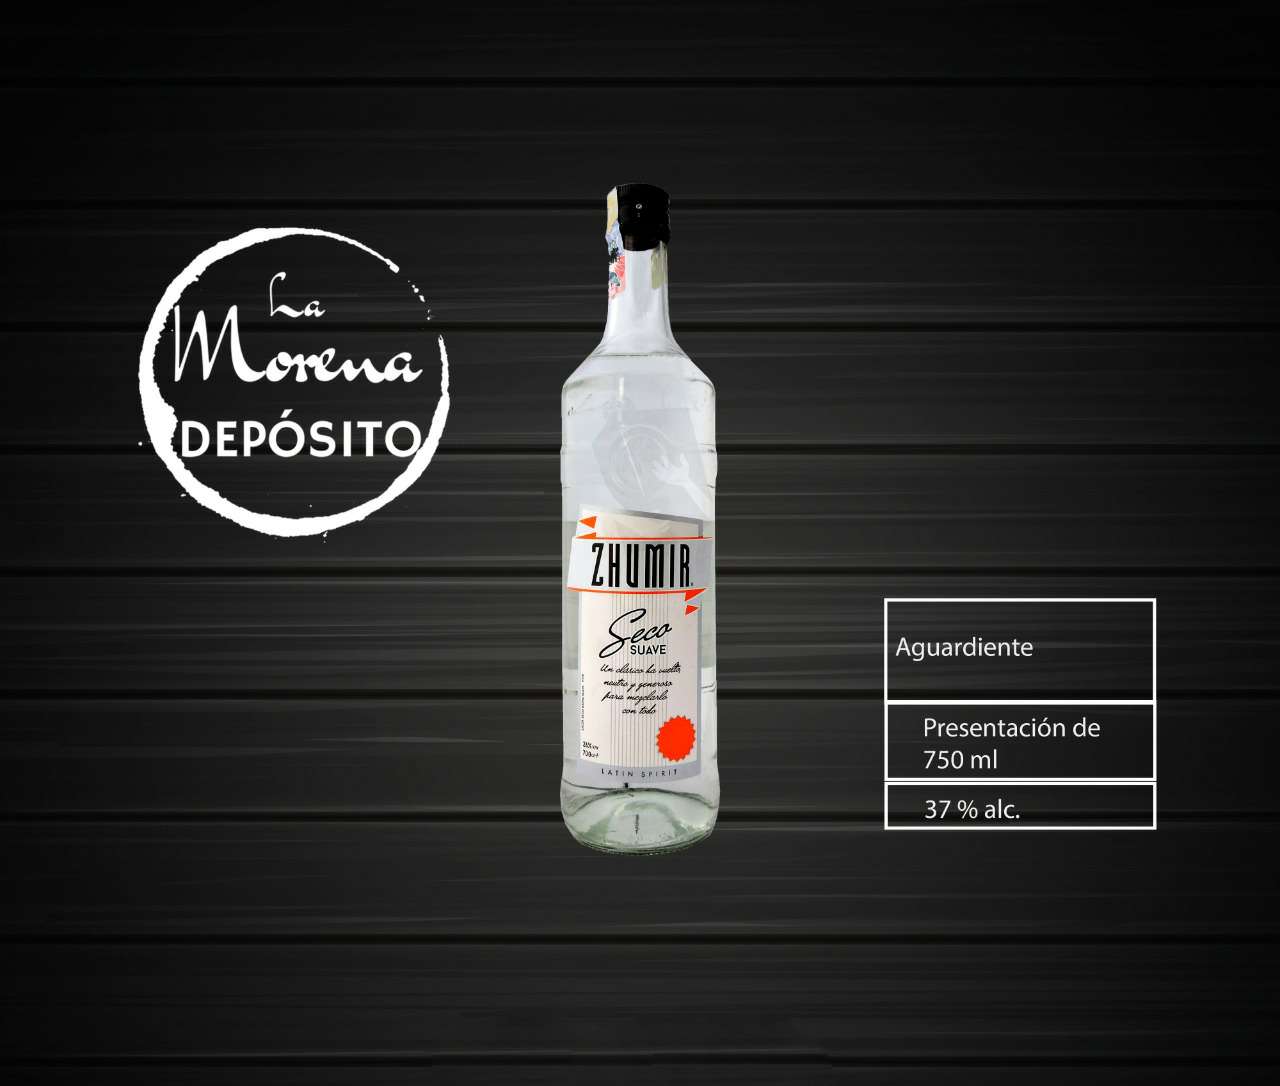 La
Morena
DEPÓSITO
ZHUMIR
Seco
SUAVE
Un clásico ha vuelto,
neutro y generoso
para mezclarlo
con todo
LATIN SPIRIT
Aguardiente
Presentación de
750 ml
37 % alc.